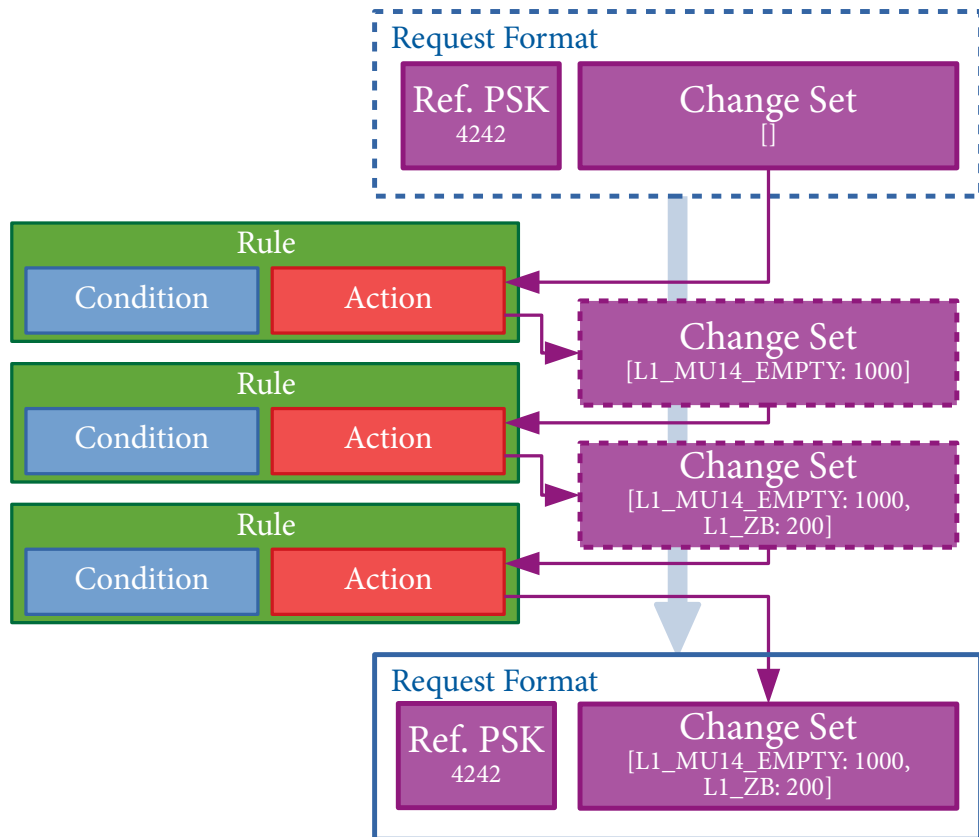 Request Format
Ref. PSK
4242
Change Set
[]
Rule
Condition
Action
Change Set
[L1_MU14_EMPTY: 1000]
Rule
Condition
Action
Change Set
[L1_MU14_EMPTY: 1000,
L1_ZB: 200]
Rule
Condition
Action
Request Format
Ref. PSK
4242
Change Set
[L1_MU14_EMPTY: 1000,
L1_ZB: 200]